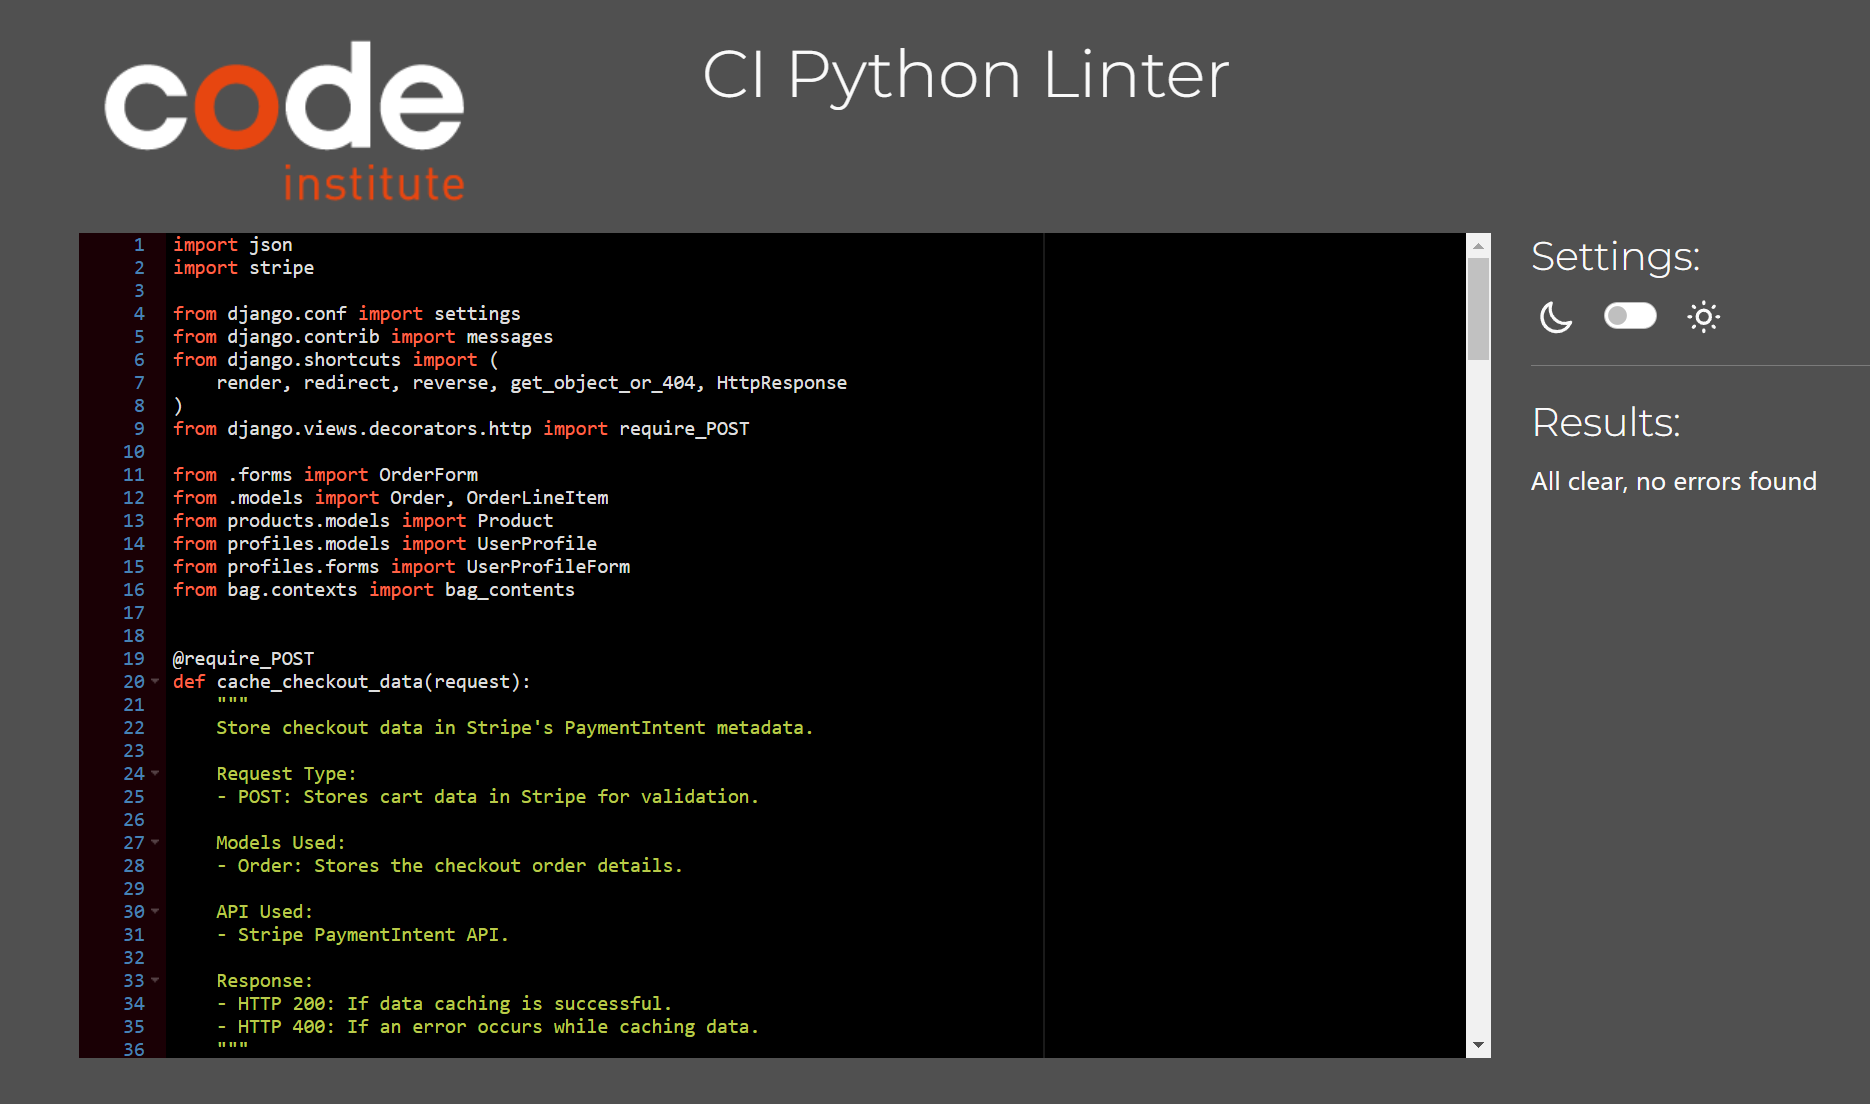 code
institute
CI Python Linter
1 import json
2 import stripe
3
4 from django.conf import settings
5 from django.contrib import messages
6 from django.shortcuts import (
7     render, redirect, reverse, get_object_or_404, HttpResponse
8 )
9 from django.views.decorators.http import require_POST
10
11 from .forms import OrderForm
12 from .models import Order, OrderLineItem
13 from products.models import Product
14 from profiles.models import UserProfile
15 from profiles.forms import UserProfileForm
16 from bag.contexts import bag_contents
17
18
19 @require_POST
20 def cache_checkout_data(request):
21     """
22     Store checkout data in Stripe's PaymentIntent metadata.
23
24     Request Type:
25     - POST: Stores cart data in Stripe for validation.
26
27     Models Used:
28     - Order: Stores the checkout order details.
29
30     API Used:
31     - Stripe PaymentIntent API.
32
33     Response:
34     - HTTP 200: If data caching is successful.
35     - HTTP 400: If an error occurs while caching data.
36     """
Settings:
Results:
All clear, no errors found